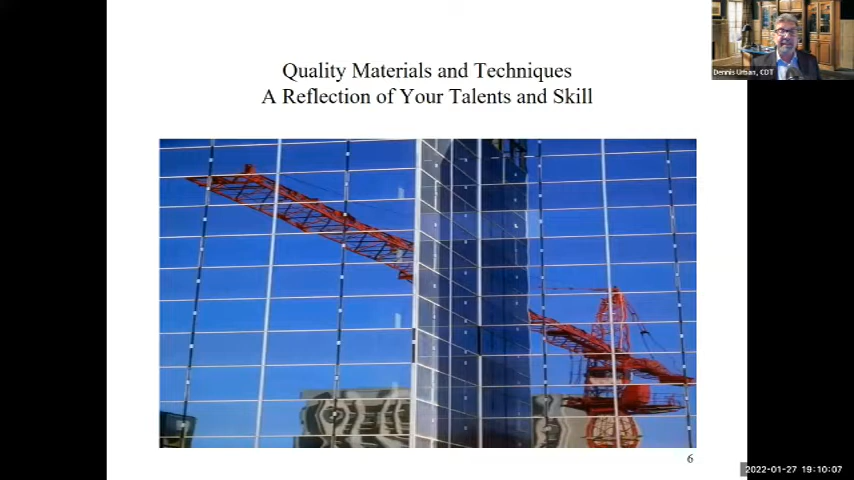 Quality Materials and Techniques
A Reflection of Your Talents and Skill
Dennis Urban, CDT
6
2022-01-27 19:10:07